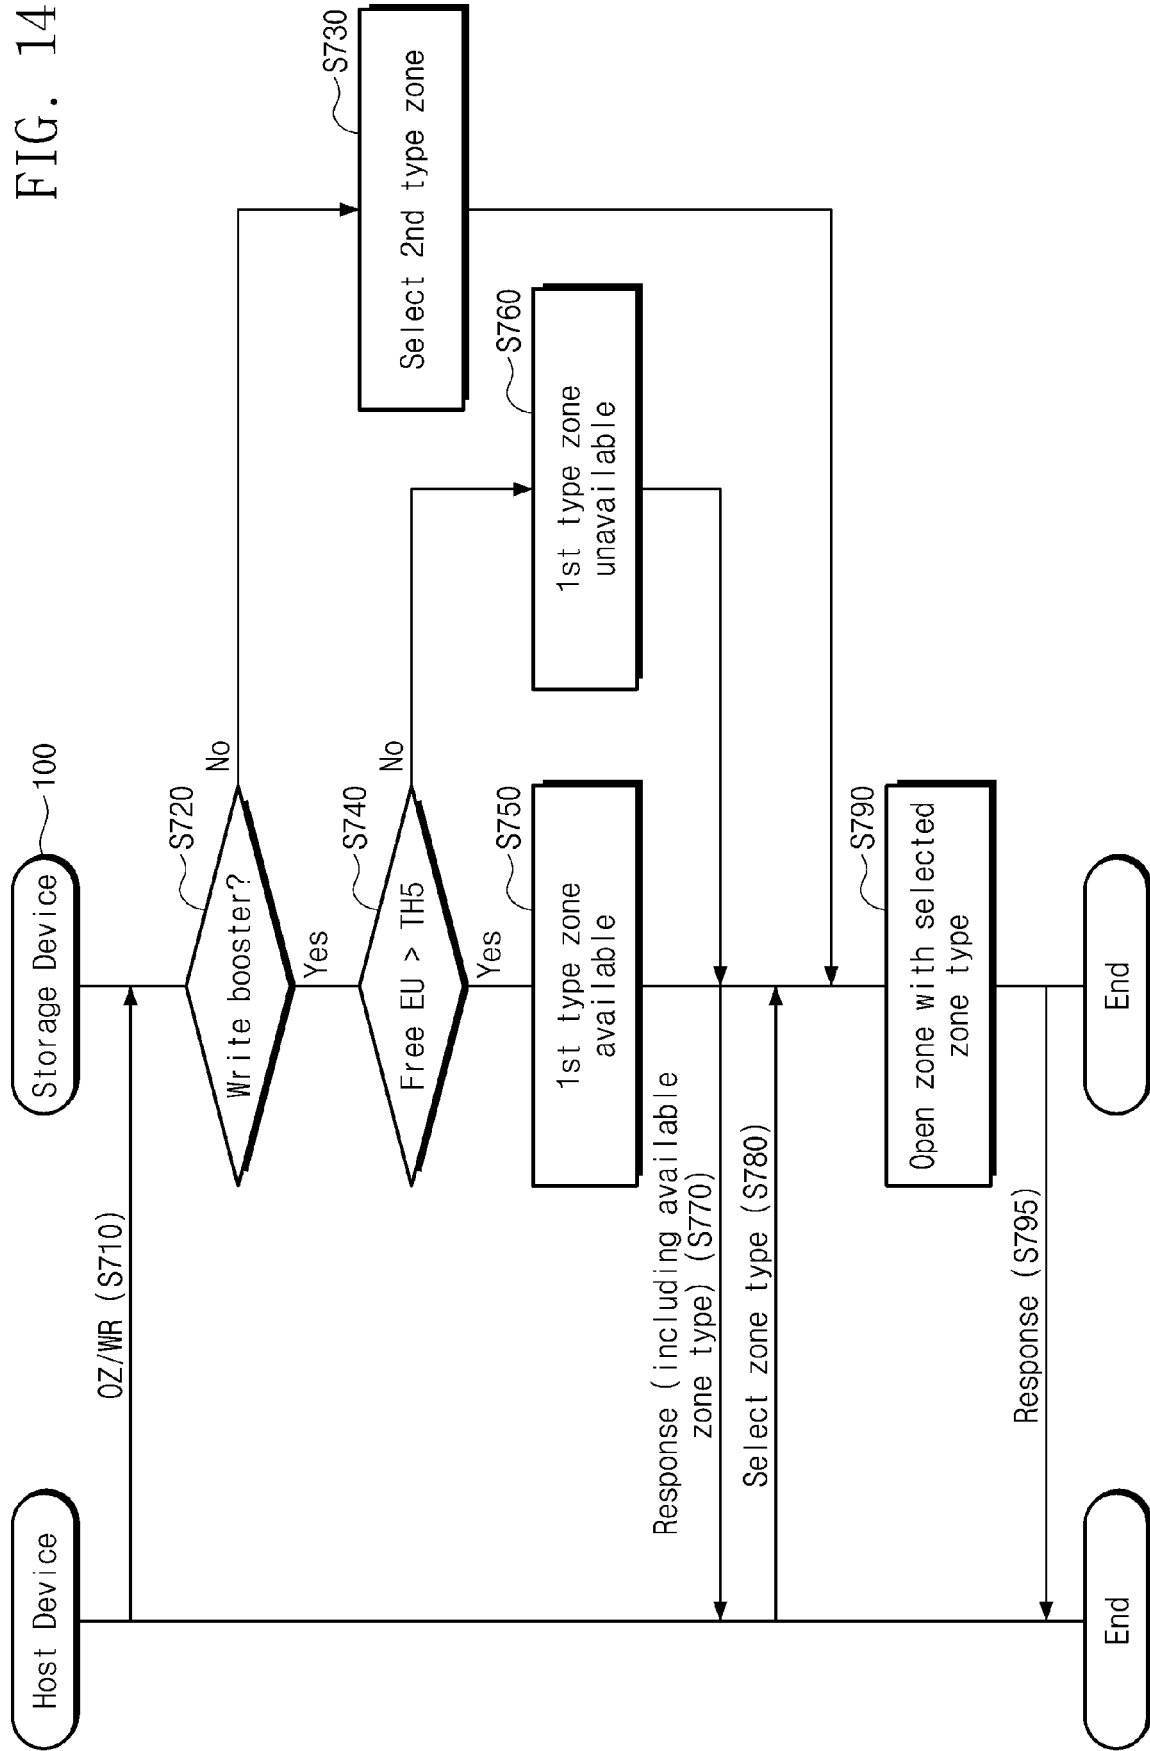 FIG. 14
Host Device
Storage Device
100
OZ/WR (S710)
Write booster?
S720
No
Yes
Select 2nd type zone
S730
Free EU > TH5
S740
No
Yes
1st type zone
available
S750
1st type zone
unavailable
S760
Response (including available
zone type) (S770)
Select zone type (S780)
Open zone with selected
zone type
S790
Response (S795)
End
End